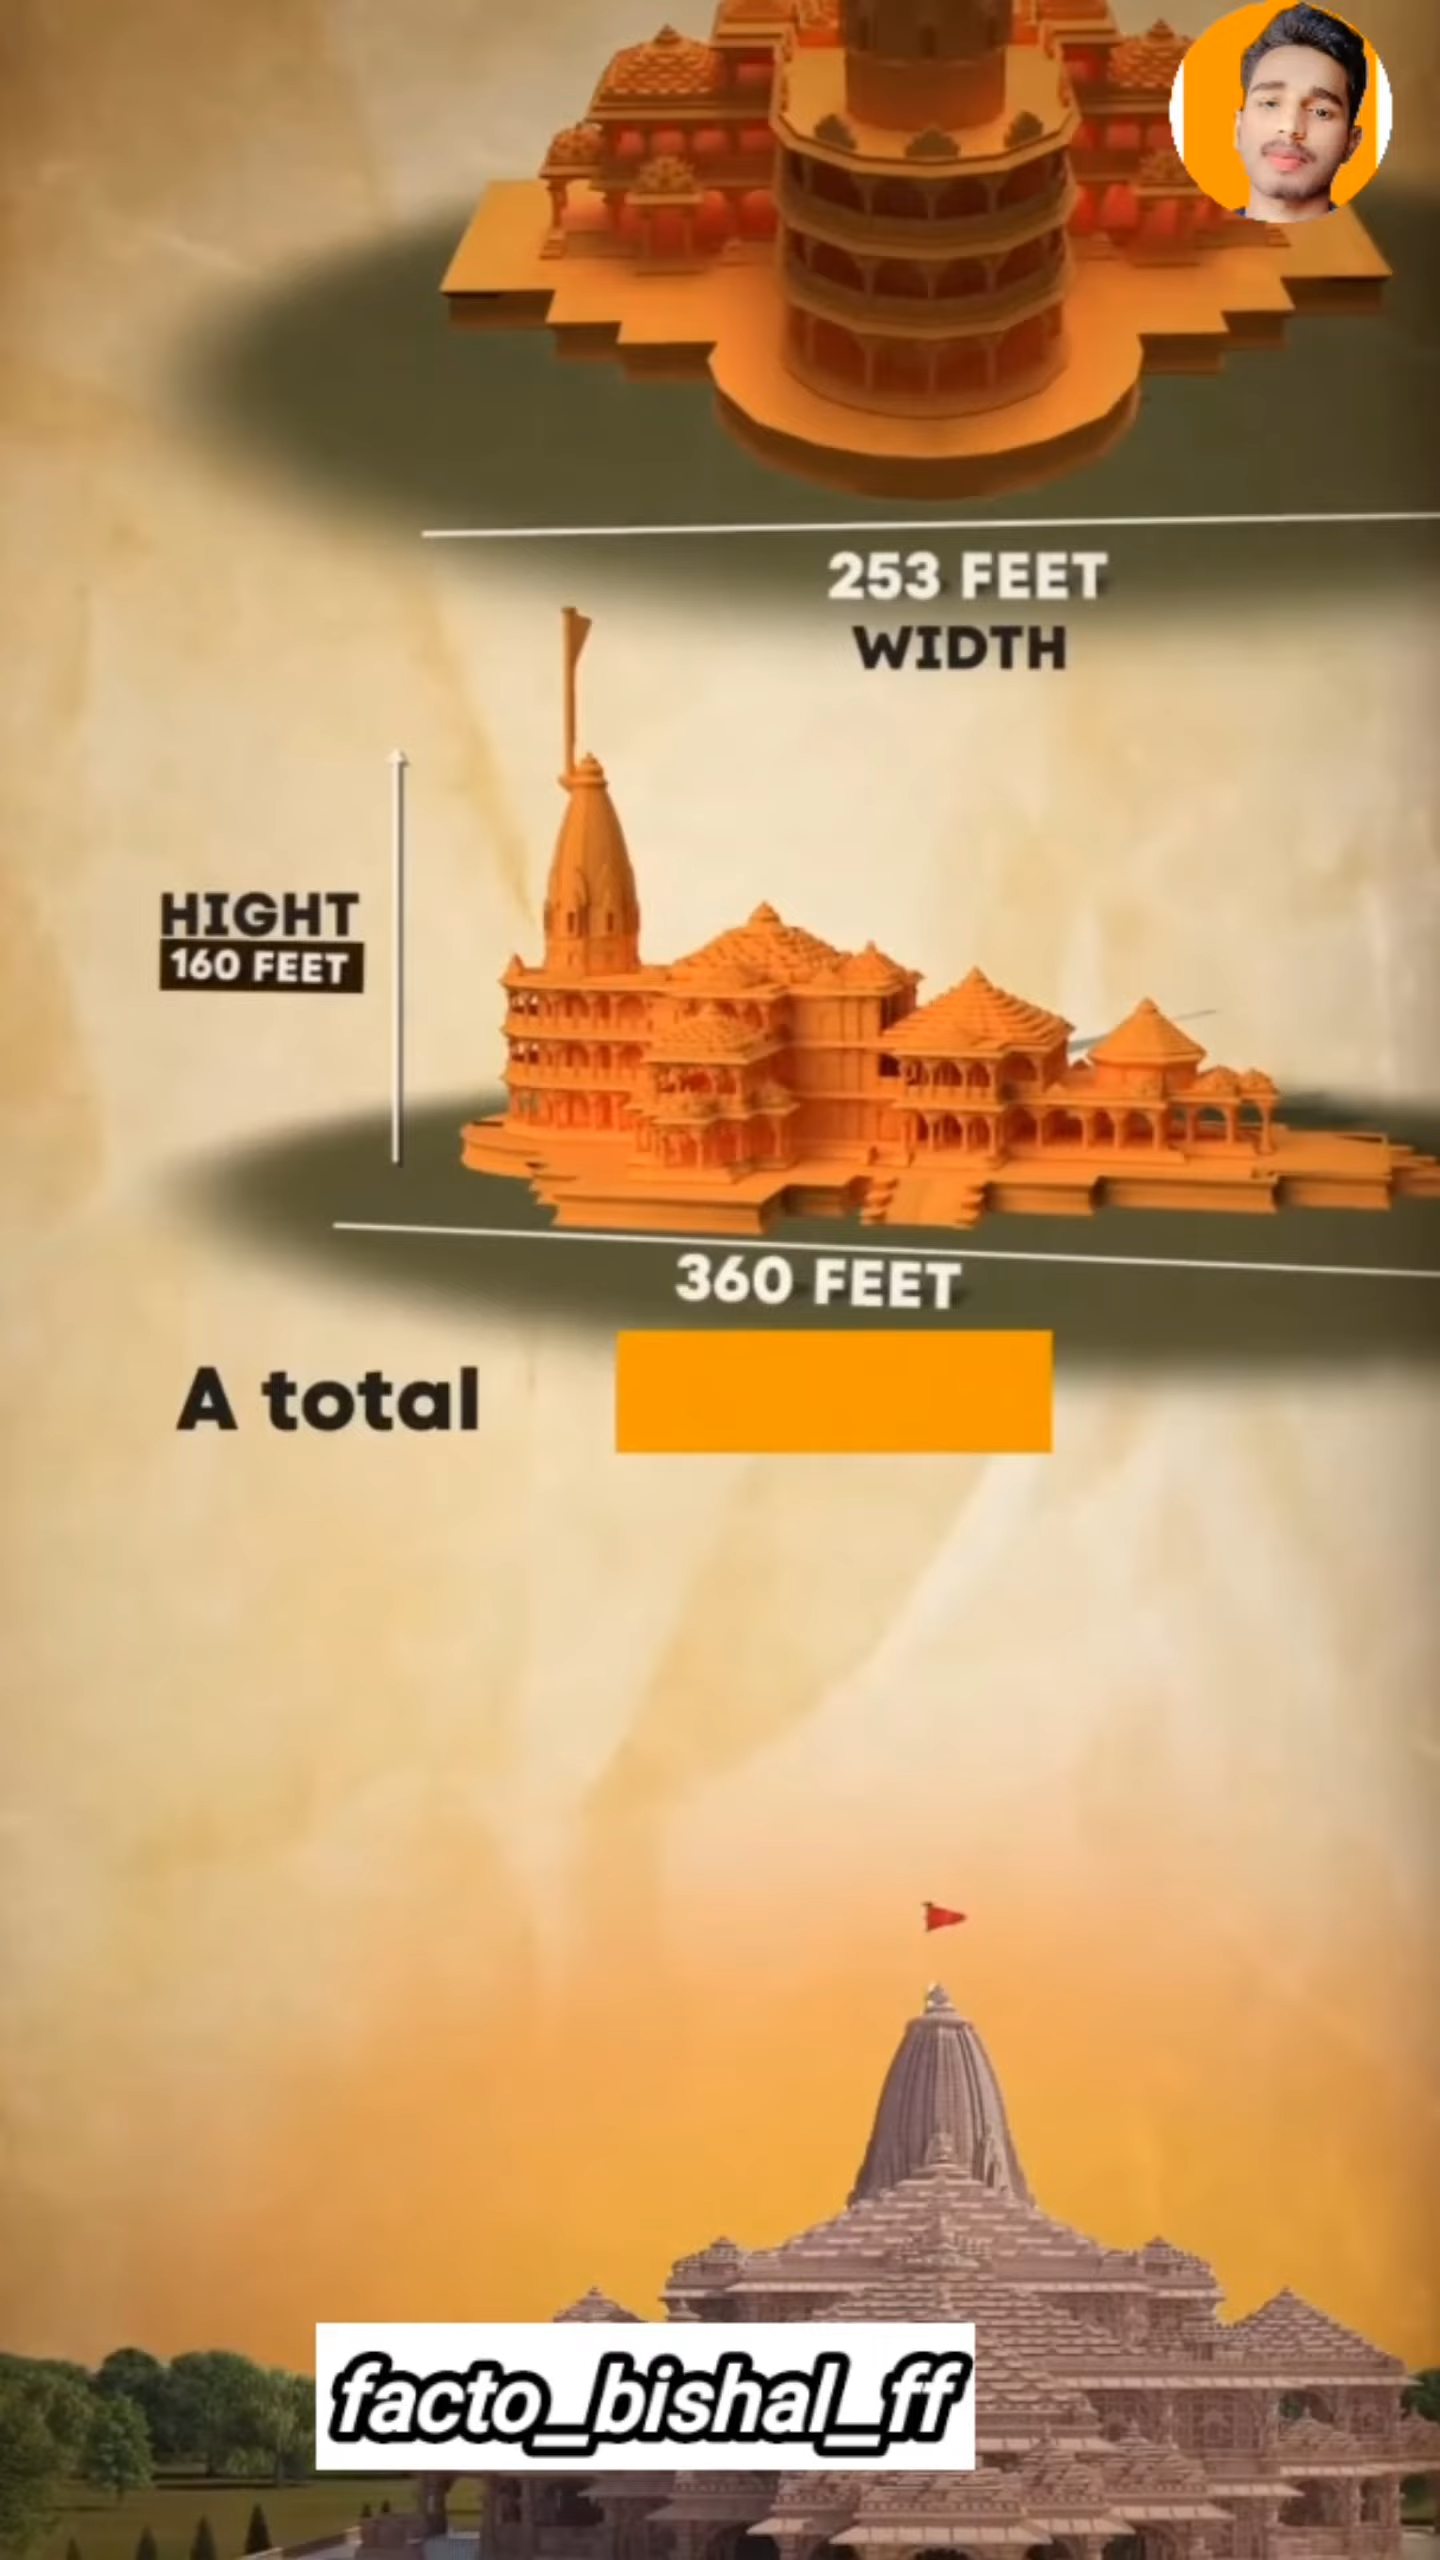 253 FEET
WIDTH
HIGHT
160 FEET
360 FEET
A total
facto_bishal_ff